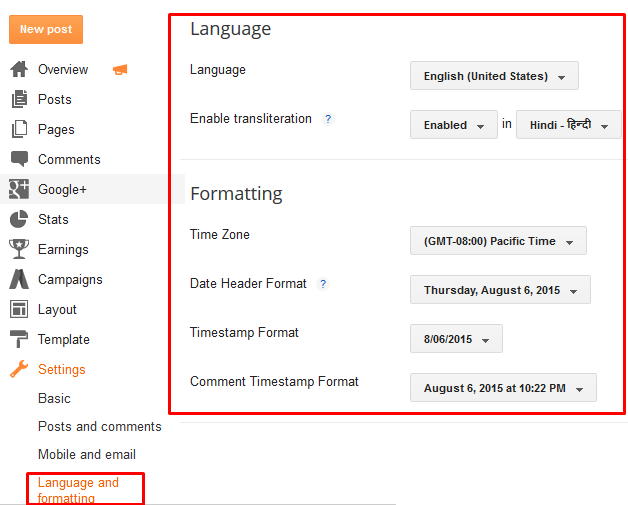 New post
Overview
Posts
Pages
Comments
Google+
Stats
Earnings
Campaigns
Layout
Template
Settings
Basic
Posts and comments
Mobile and email
Language and
formatting
Language
Language English (United States)
Enable transliteration ? Enabled in Hindi - हिन्दी
Formatting
Time Zone (GMT-08:00) Pacific Time
Date Header Format ? Thursday, August 6, 2015
Timestamp Format 8/06/2015
Comment Timestamp Format August 6, 2015 at 10:22 PM